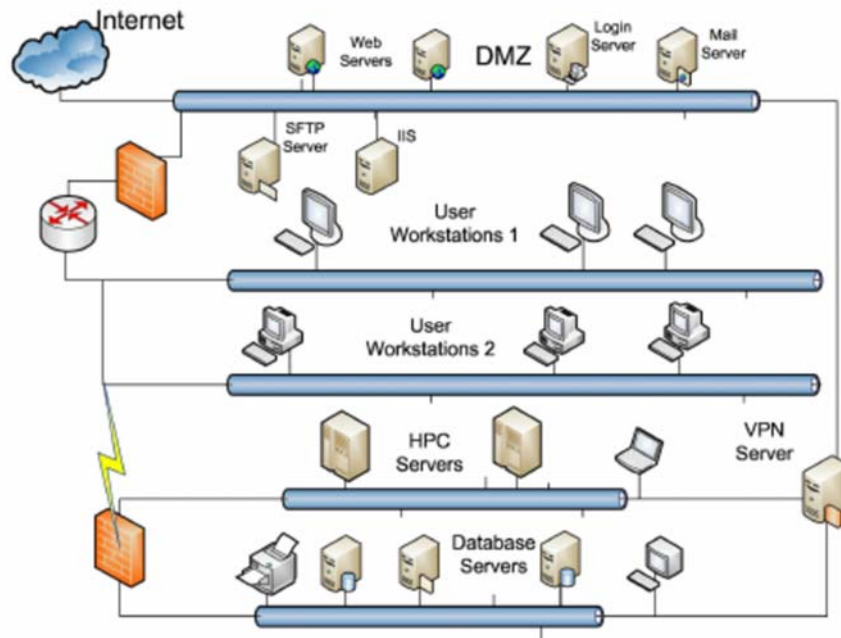 Internet
Web
Servers
DMZ
Login
Server
Mail
Server
SFTP
Server
IIS
User
Workstations 1
User
Workstations 2
HPC
Servers
VPN
Server
Database
Servers